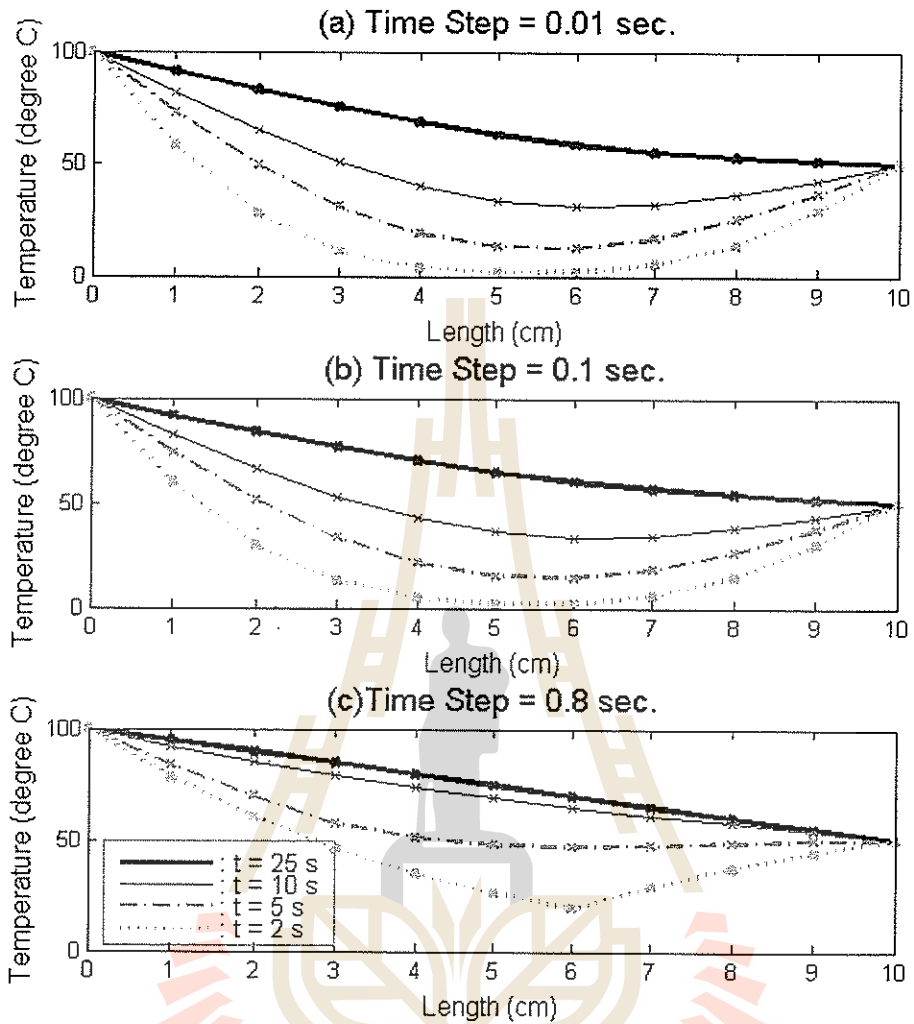 (a) Time Step = 0.01 sec.
Temperature (degree C)
100
50
0
0 1 2 3 4 5 6 7 8 9 10
Length (cm)
(b) Time Step = 0.1 sec.
Temperature (degree C)
100
50
0
0 1 2 3 4 5 6 7 8 9 10
Length (cm)
(c)Time Step = 0.8 sec.
Temperature (degree C)
100
50
0
t = 25 s
t = 10 s
t = 5 s
t = 2 s
0 1 2 3 4 5 6 7 8 9 10
Length (cm)